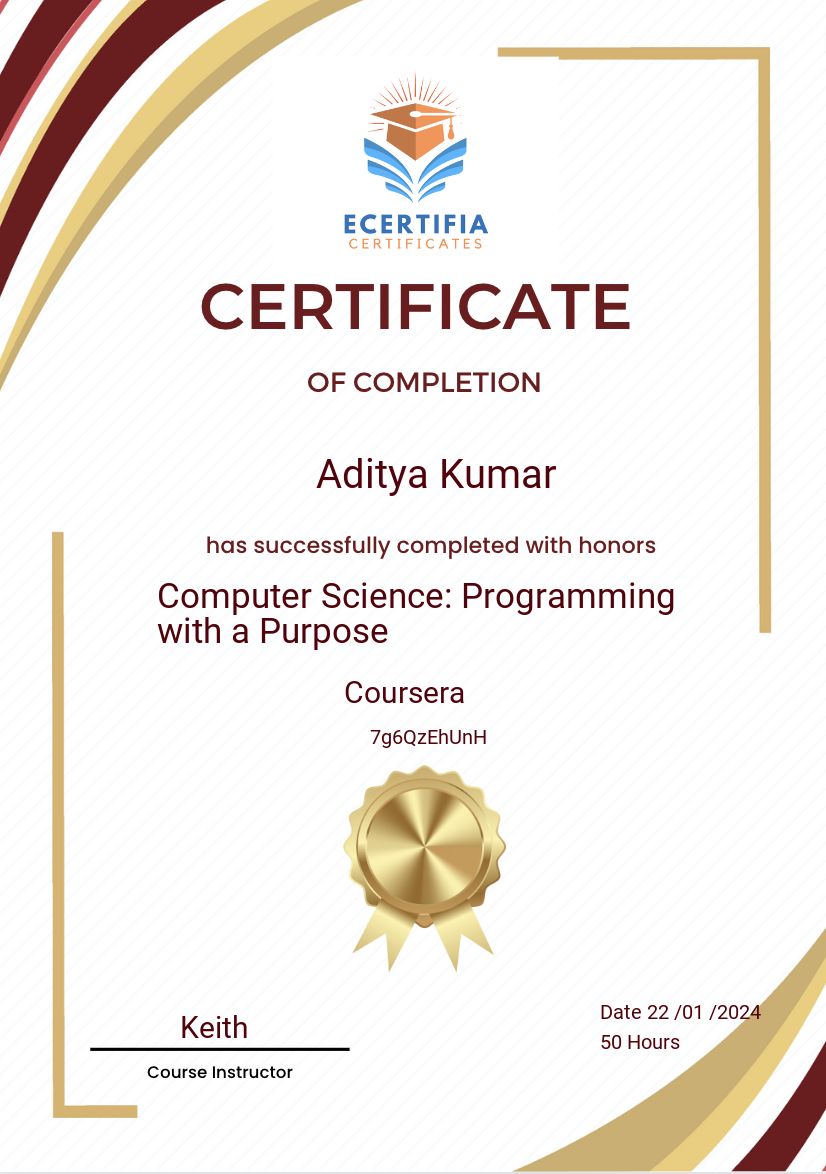 ECERTIFIA
CERTIFICATES
CERTIFICATE
OF COMPLETION
Aditya Kumar
has successfully completed with honors
Computer Science: Programming
with a Purpose
Coursera
7g6QzEhUnH
Keith
Course Instructor
Date 22 /01 /2024
50 Hours